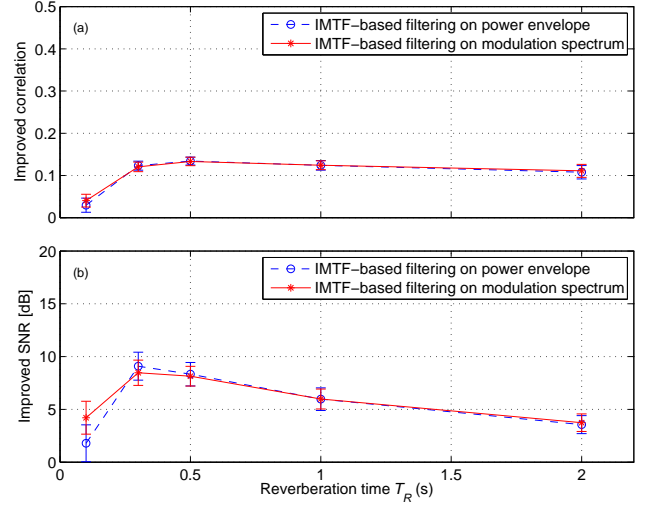 0.5
(a)
IMTF-based filtering on power envelope
IMTF-based filtering on modulation spectrum
0.4
0.3
0.2
0.1
0
Improved correlation
20
(b)
IMTF-based filtering on power envelope
IMTF-based filtering on modulation spectrum
15
10
5
0
Improved SNR [dB]
0 0.5 1 1.5 2
Reverberation time T_R (s)